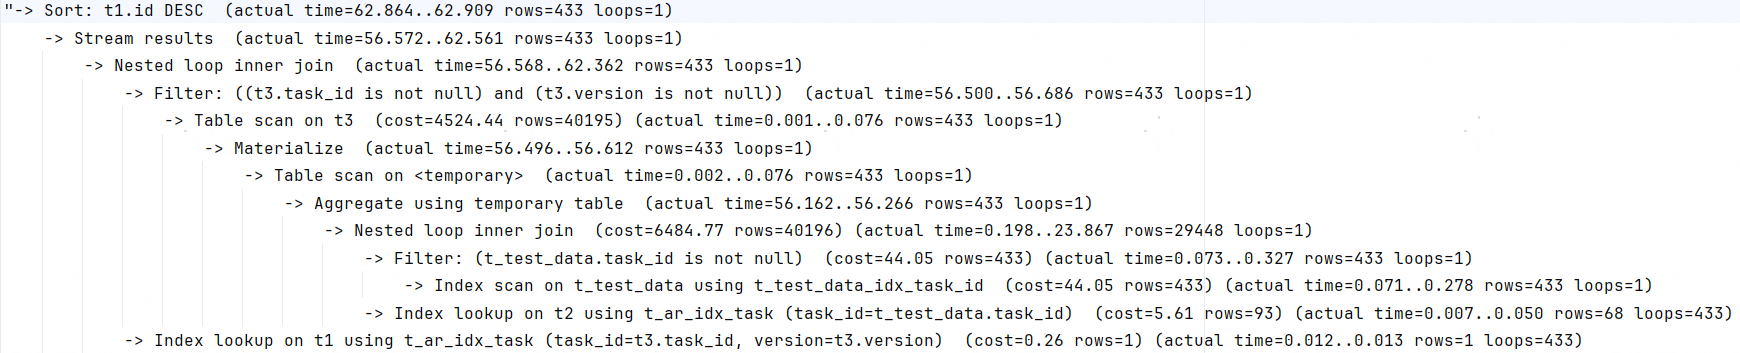 "-> Sort: t1.id DESC  (actual time=62.864..62.909 rows=433 loops=1)
-> Stream results  (actual time=56.572..62.561 rows=433 loops=1)
-> Nested loop inner join  (actual time=56.568..62.362 rows=433 loops=1)
-> Filter: ((t3.task_id is not null) and (t3.version is not null))  (actual time=56.500..56.686 rows=433 loops=1)
-> Table scan on t3  (cost=4524.44 rows=40195) (actual time=0.001..0.076 rows=433 loops=1)
-> Materialize  (actual time=56.496..56.612 rows=433 loops=1)
-> Table scan on <temporary>  (actual time=0.002..0.076 rows=433 loops=1)
-> Aggregate using temporary table  (actual time=56.162..56.266 rows=433 loops=1)
-> Nested loop inner join  (cost=6484.77 rows=40196) (actual time=0.198..23.867 rows=29448 loops=1)
-> Filter: (t_test_data.task_id is not null)  (cost=44.05 rows=433) (actual time=0.073..0.327 rows=433 loops=1)
-> Index scan on t_test_data using t_test_data_idx_task_id  (cost=44.05 rows=433) (actual time=0.071..0.278 rows=433 loops=1)
-> Index lookup on t2 using t_ar_idx_task (task_id=t_test_data.task_id)  (cost=5.61 rows=93) (actual time=0.007..0.050 rows=68 loops=433)
-> Index lookup on t1 using t_ar_idx_task (task_id=t3.task_id, version=t3.version)  (cost=0.26 rows=1) (actual time=0.012..0.013 rows=1 loops=433)